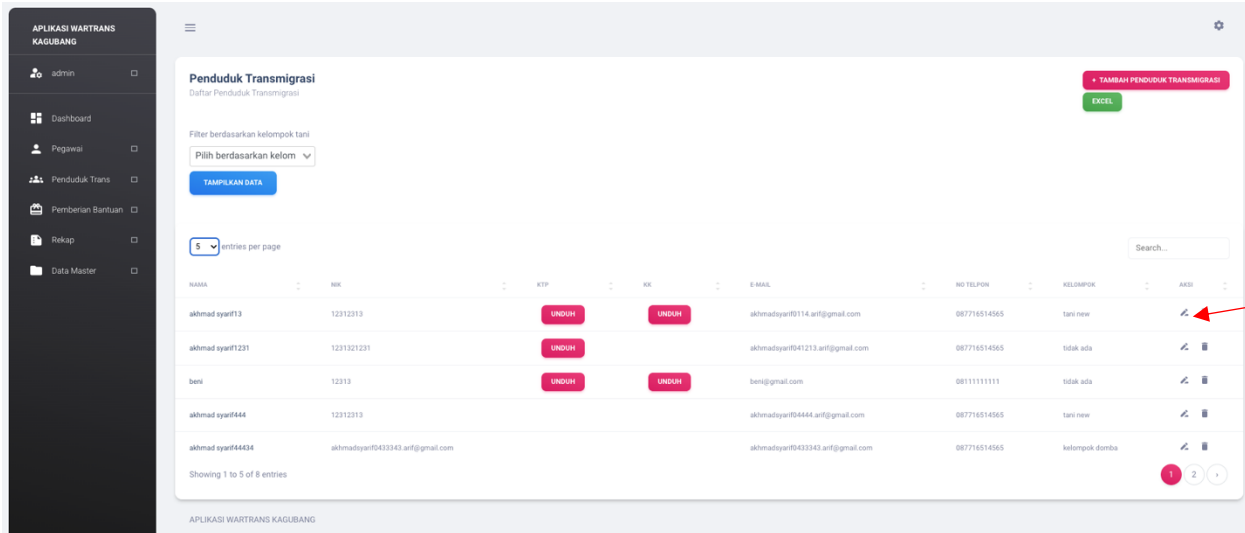 APLIKASI WARTRANS
KAGUBANG
admin
Dashboard
Pegawai
Penduduk Trans
Pemberian Bantuan
Rekap
Data Master
Penduduk Transmigrasi
Daftar Penduduk Transmigrasi
+ TAMBAH PENDUDUK TRANSMIGRASI
EXCEL
Filter berdasarkan kelompok tani
Pilih berdasarkan kelom
TAMPILKAN DATA
5 entries per page
Search...
NAMA NIK KTP KK E-MAIL NO TELPON KELOMPOK AKSI
akhmad syarif13 12312313 UNDUH UNDUH akhmadsyarif0114.arif@gmail.com 087716514565 tani new
akhmad syarif1231 1231321231 UNDUH akhmadsyarif041213.arif@gmail.com 087716514565 tidak ada
beni 12313 UNDUH UNDUH beni@gmail.com 08111111111 tidak ada
akhmad syarif444 12312313 akhmadsyarif04444.arif@gmail.com 087716514565 tani new
akhmad syarif44434 akhmadsyarif0433343.arif@gmail.com akhmadsyarif0433343.arif@gmail.com 087716514565 kelompok domba
Showing 1 to 5 of 8 entries
1 2 ›
APLIKASI WARTRANS KAGUBANG